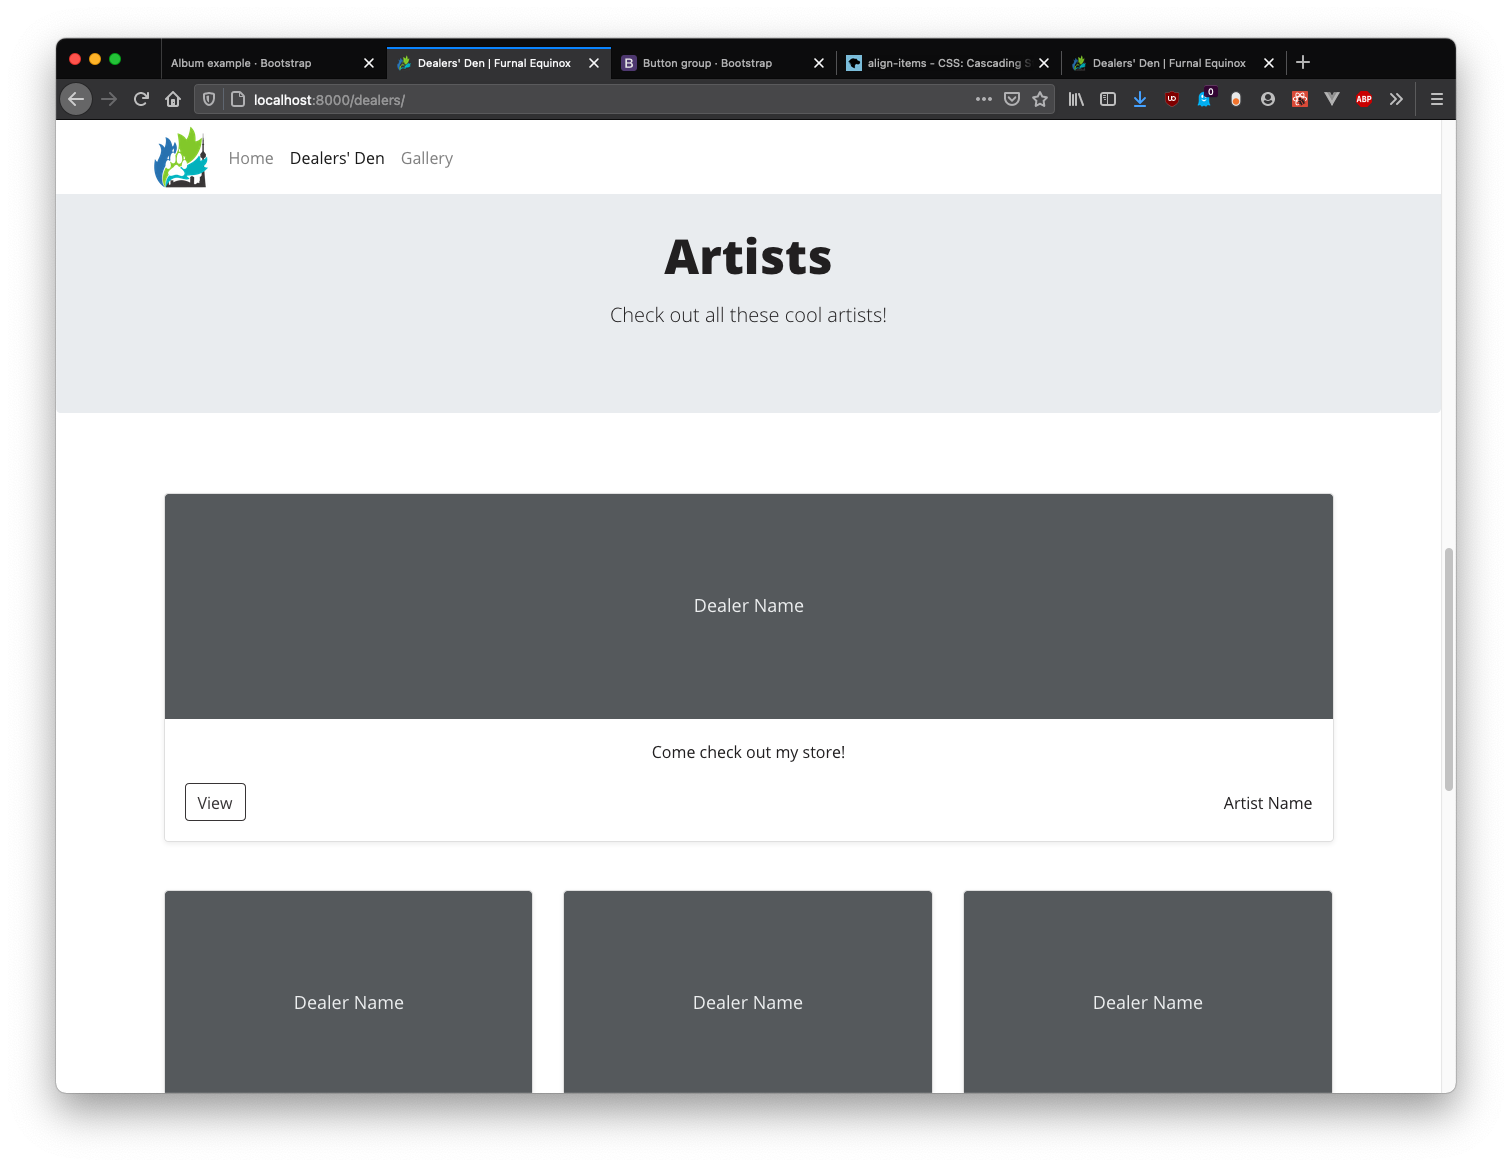 Album example · Bootstrap
Dealers' Den | Furnal Equinox
Button group · Bootstrap
align-items - CSS: Cascading S
Dealers' Den | Furnal Equinox
localhost:8000/dealers/
0
ABP
Home Dealers' Den Gallery
Artists
Check out all these cool artists!
Dealer Name
Come check out my store!
View
Artist Name
Dealer Name
Dealer Name
Dealer Name